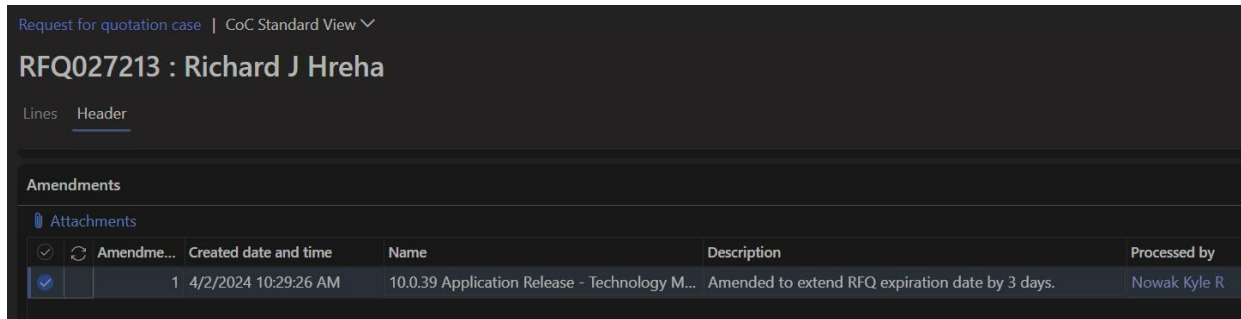 Request for quotation case | CoC Standard View
RFQ027213 : Richard J Hreha
Lines Header
Amendments
Attachments
Amendme... Created date and time Name Description Processed by
1 4/2/2024 10:29:26 AM 10.0.39 Application Release - Technology M... Amended to extend RFQ expiration date by 3 days. Nowak Kyle R